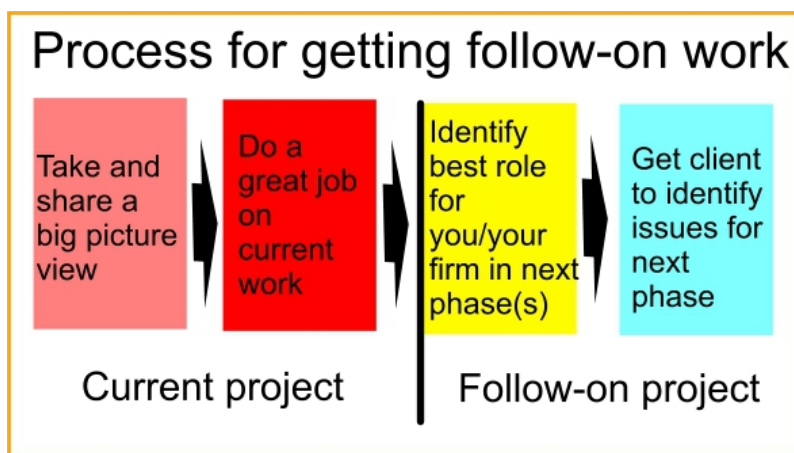 Process for getting follow-on work
Take and
share a
big picture
view
Do a
great job
on
current
work
Identify
best role
for
you/your
firm in next
phase(s)
Get client
to identify
issues for
next
phase
Current project
Follow-on project